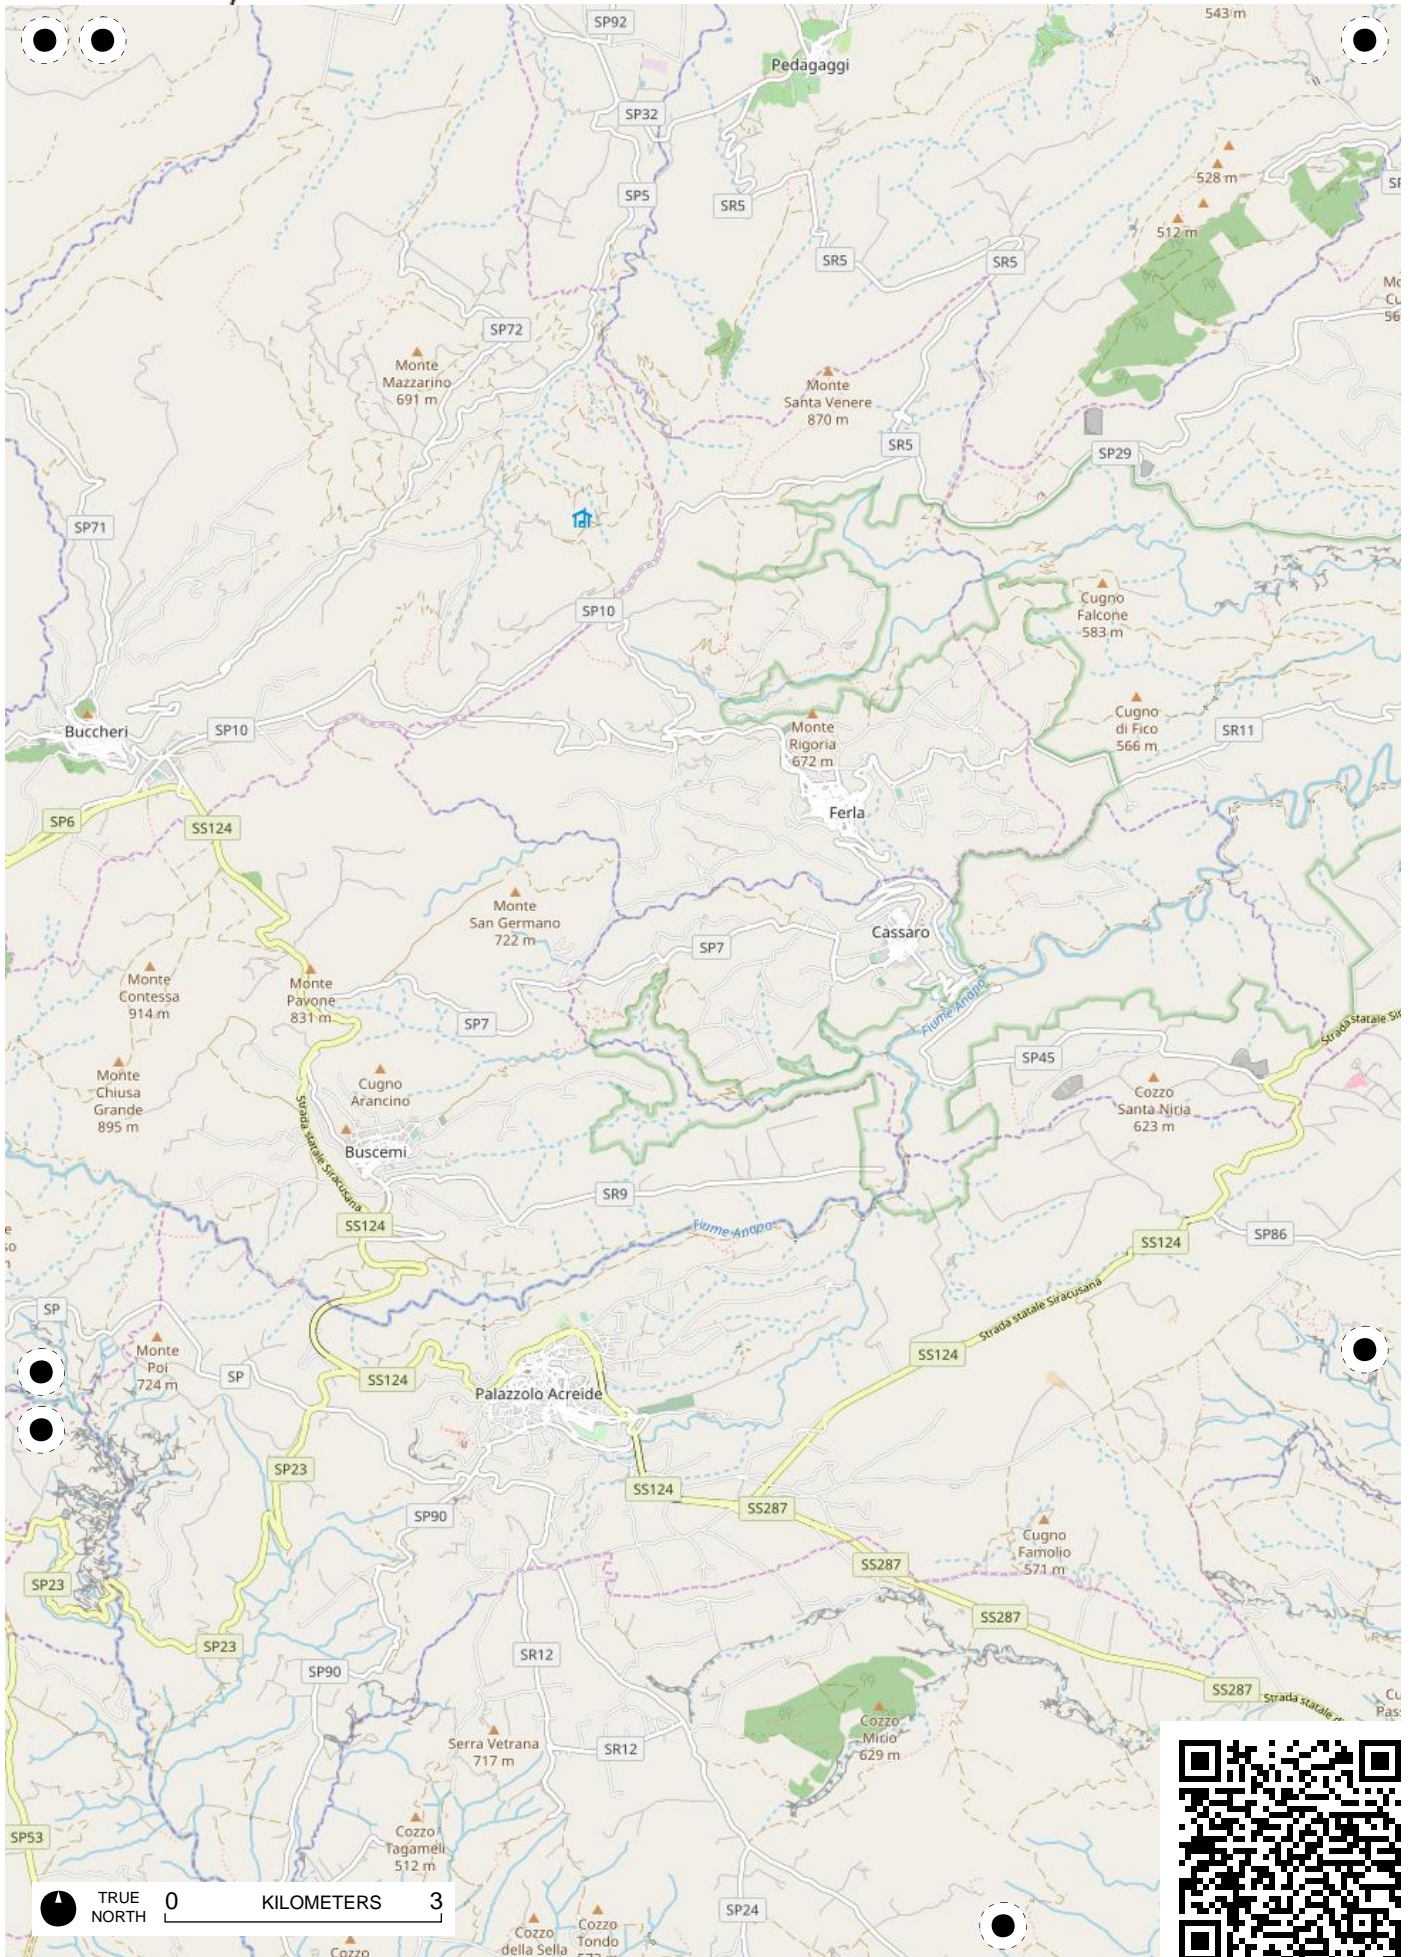 543 m
SP92
Pedagaggi
SP32
528 m
SP5
SR5
512 m
SR5
SR5
SP72
Monte
Mazzarino
691 m
Monte
Santa Venere
870 m
SR5
SP29
SP71
SP10
Cugno
Falcone
583 m
Cugno
di Fico
566 m
Buccheri
SP10
Monte
Rigoria
672 m
SR11
SP6
SS124
Ferla
Monte
San Germano
722 m
Cassaro
SP7
Monte
Contessa
914 m
Monte
Pavone
831 m
SP7
Fiume Anapo
SP45
Monte
Chiusa
Grande
895 m
Cugno
Arancino
Cozzo
Santa Niria
623 m
Strada statale Siracusana
Buscemi
SR9
SS124
Fiume Anapo
SS124
SP86
SP
Strada statale Siracusana
Monte
Poi
724 m
SP
SS124
SS124
Palazzolo Acreide
SP23
SS124
SS287
SP90
Cugno
Famolio
571 m
SS287
SP23
SS287
SP23
SR12
SP90
SS287
Strada statale
Cozzo
Mirio
629 m
Serra Vetrana
717 m
SR12
Cozzo
Tagameli
512 m
SP53
TRUE
NORTH
0 KILOMETERS 3
SP24
Cozzo
della Sella
Cozzo
Tondo
Cozzo